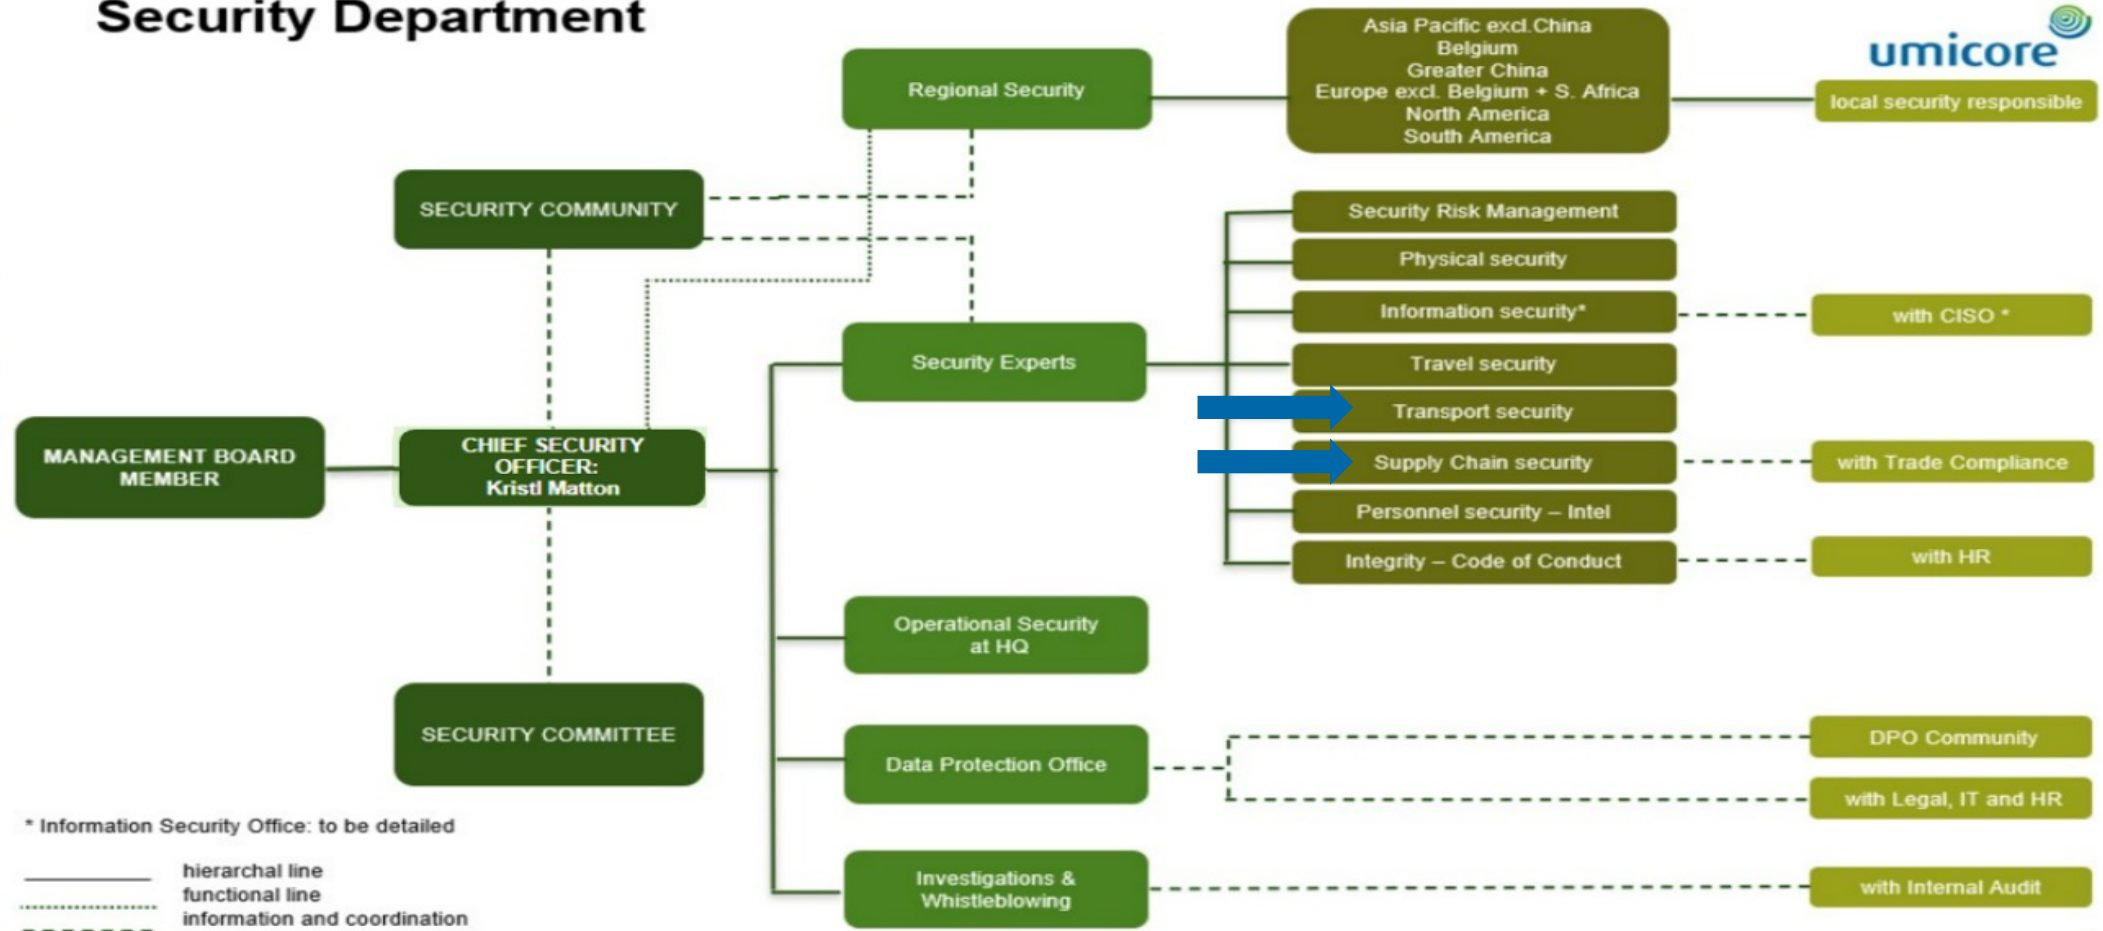 Security Department
umicore
Regional Security
Asia Pacific excl.China
Belgium
Greater China
Europe excl. Belgium + S. Africa
North America
South America
local security responsible
SECURITY COMMUNITY
Security Risk Management
Physical security
Information security*
with CISO *
Security Experts
Travel security
Transport security
Supply Chain security
with Trade Compliance
Personnel security – Intel
Integrity – Code of Conduct
with HR
MANAGEMENT BOARD
MEMBER
CHIEF SECURITY
OFFICER:
Kristl Matton
Operational Security
at HQ
SECURITY COMMITTEE
Data Protection Office
DPO Community
with Legal, IT and HR
Investigations &
Whistleblowing
with Internal Audit
* Information Security Office: to be detailed
hierarchal line
functional line
information and coordination